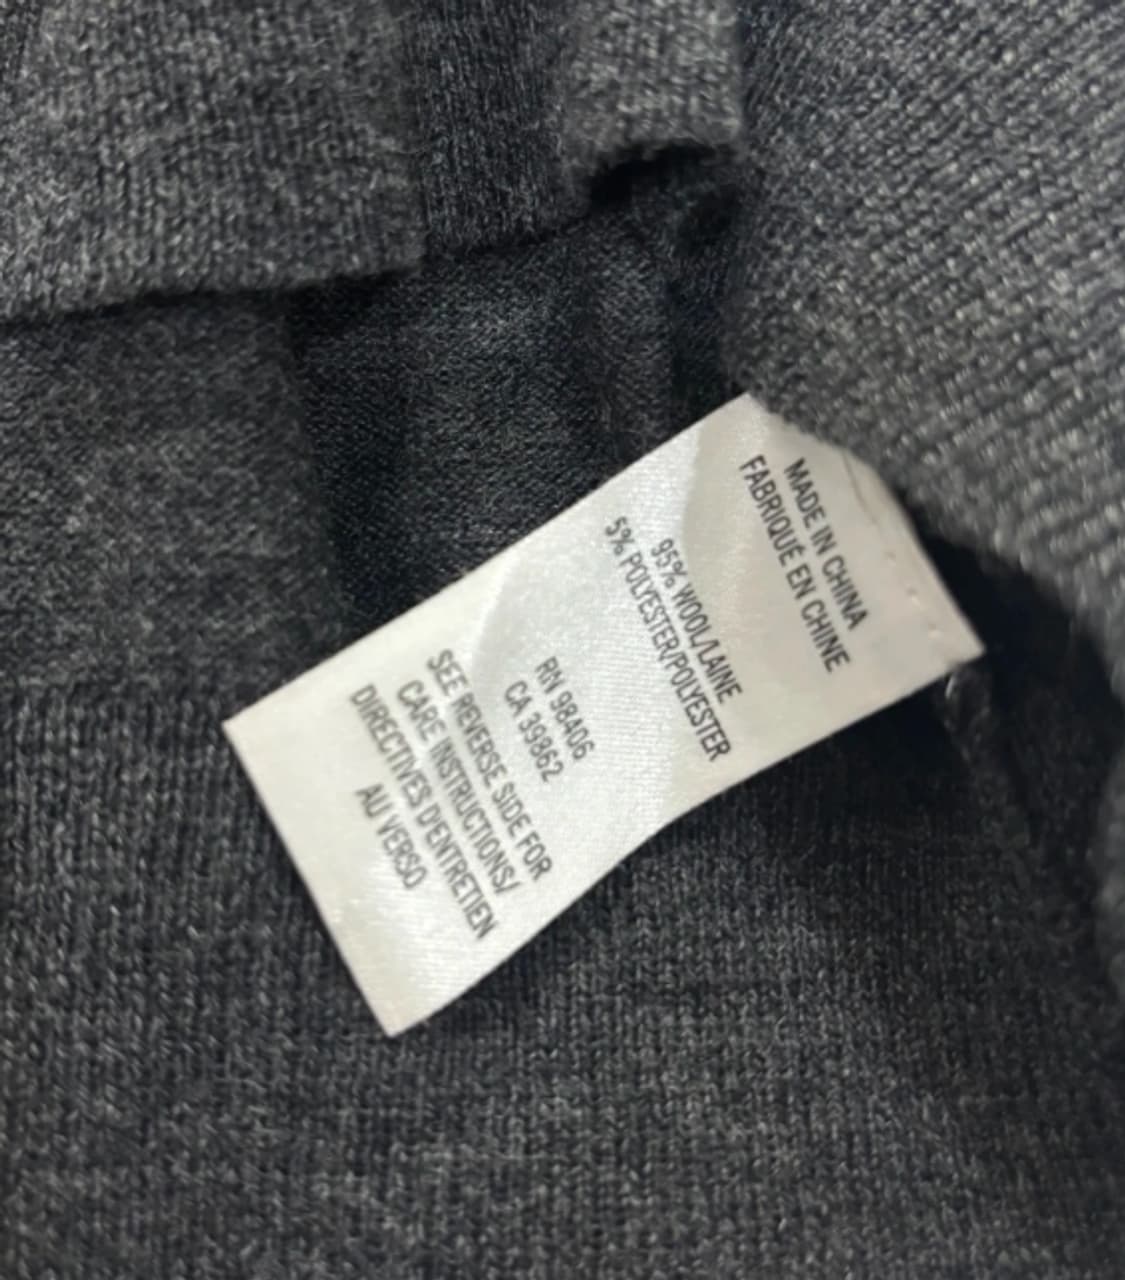 MADE IN CHINA
FABRIQUÉ EN CHINE
95% WOOL/LAINE
5% POLYESTER/POLYESTER
RN 98406
CA 39862
SEE REVERSE SIDE FOR
CARE INSTRUCTIONS/
DIRECTIVES D'ENTRETIEN
AU VERSO